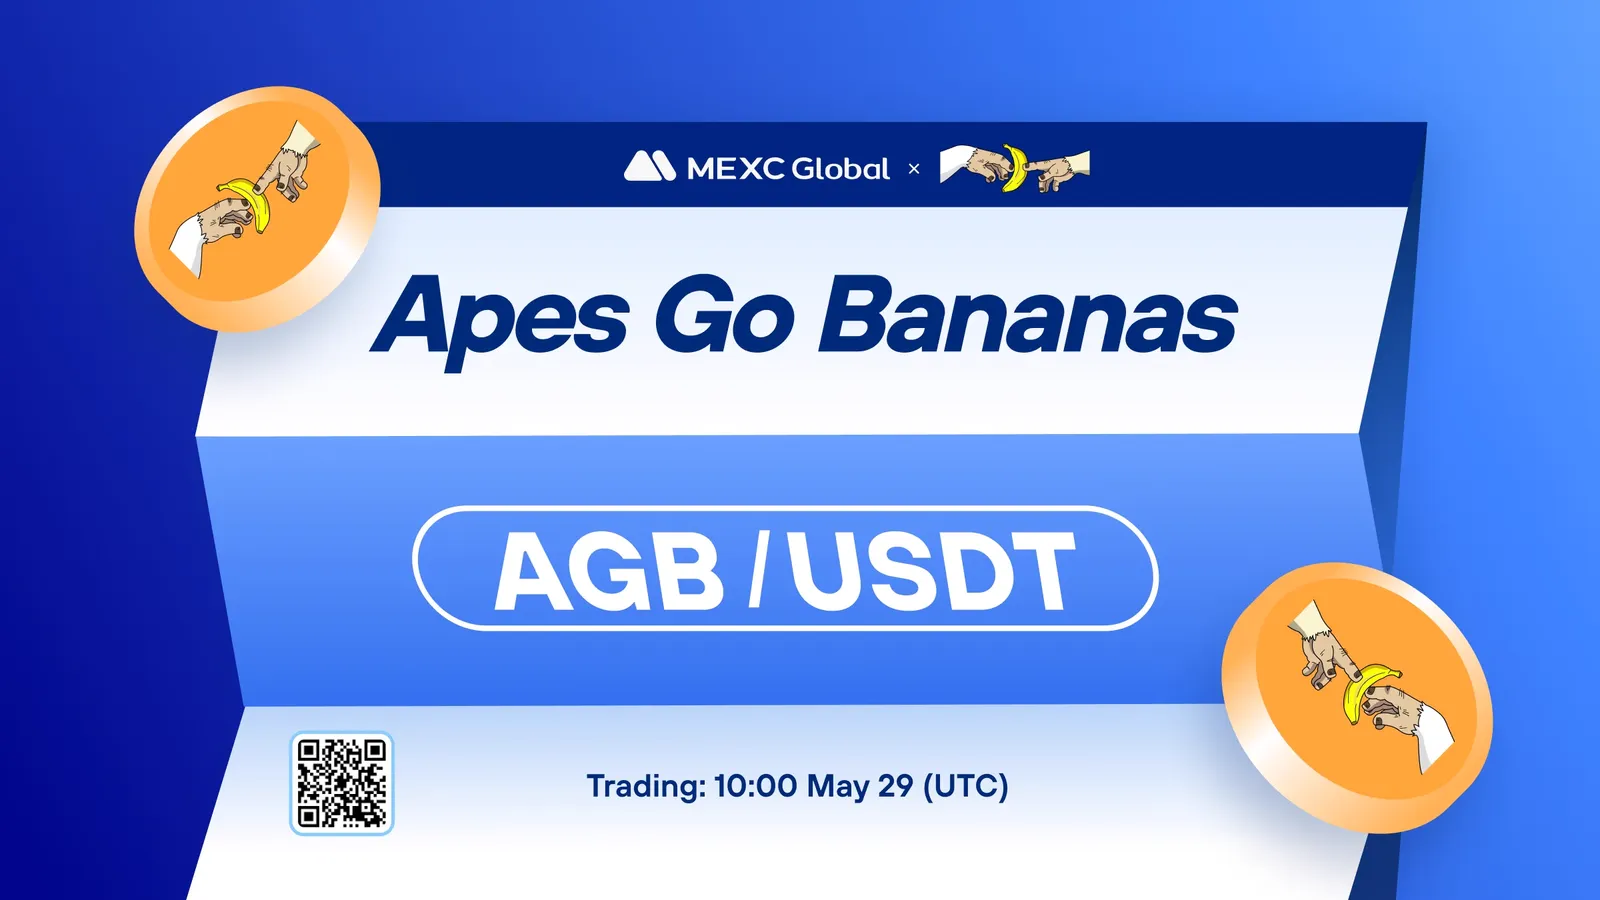 MEXC Global ×
Apes Go Bananas
AGB / USDT
Trading: 10:00 May 29 (UTC)